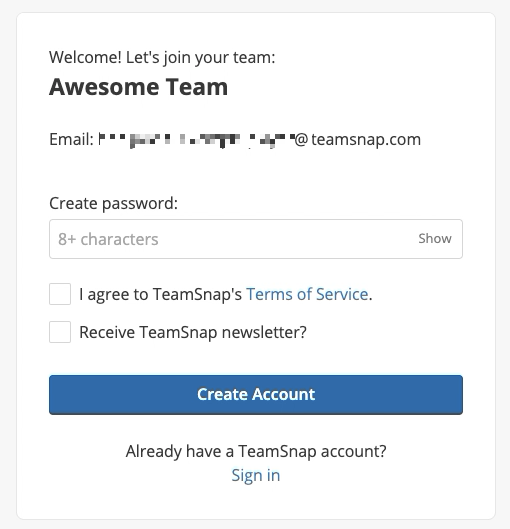 Welcome! Let's join your team:
Awesome Team
Email: @teamsnap.com
Create password:
8+ characters Show
I agree to TeamSnap's Terms of Service.
Receive TeamSnap newsletter?
Create Account
Already have a TeamSnap account?
Sign in